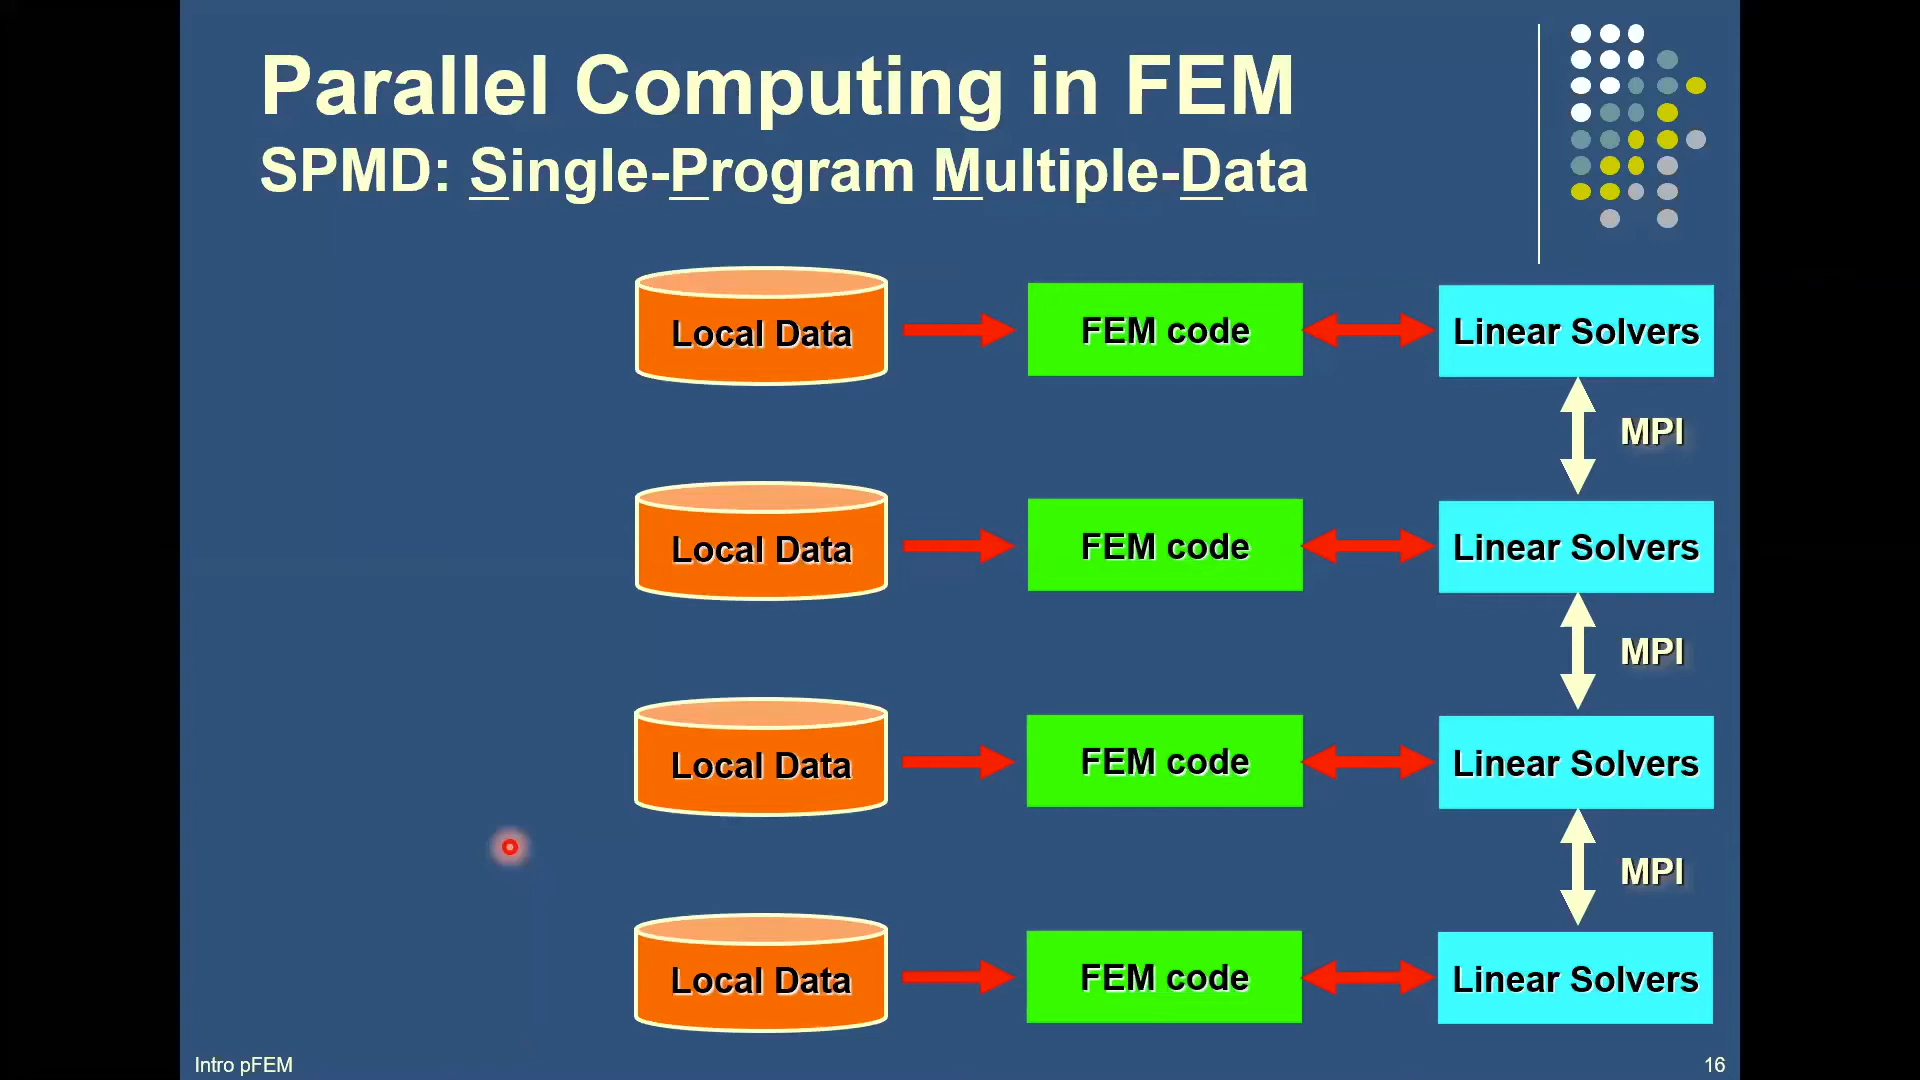 Parallel Computing in FEM
SPMD: Single-Program Multiple-Data
Local Data
FEM code
Linear Solvers
MPI
Local Data
FEM code
Linear Solvers
MPI
Local Data
FEM code
Linear Solvers
MPI
Local Data
FEM code
Linear Solvers
Intro pFEM
16